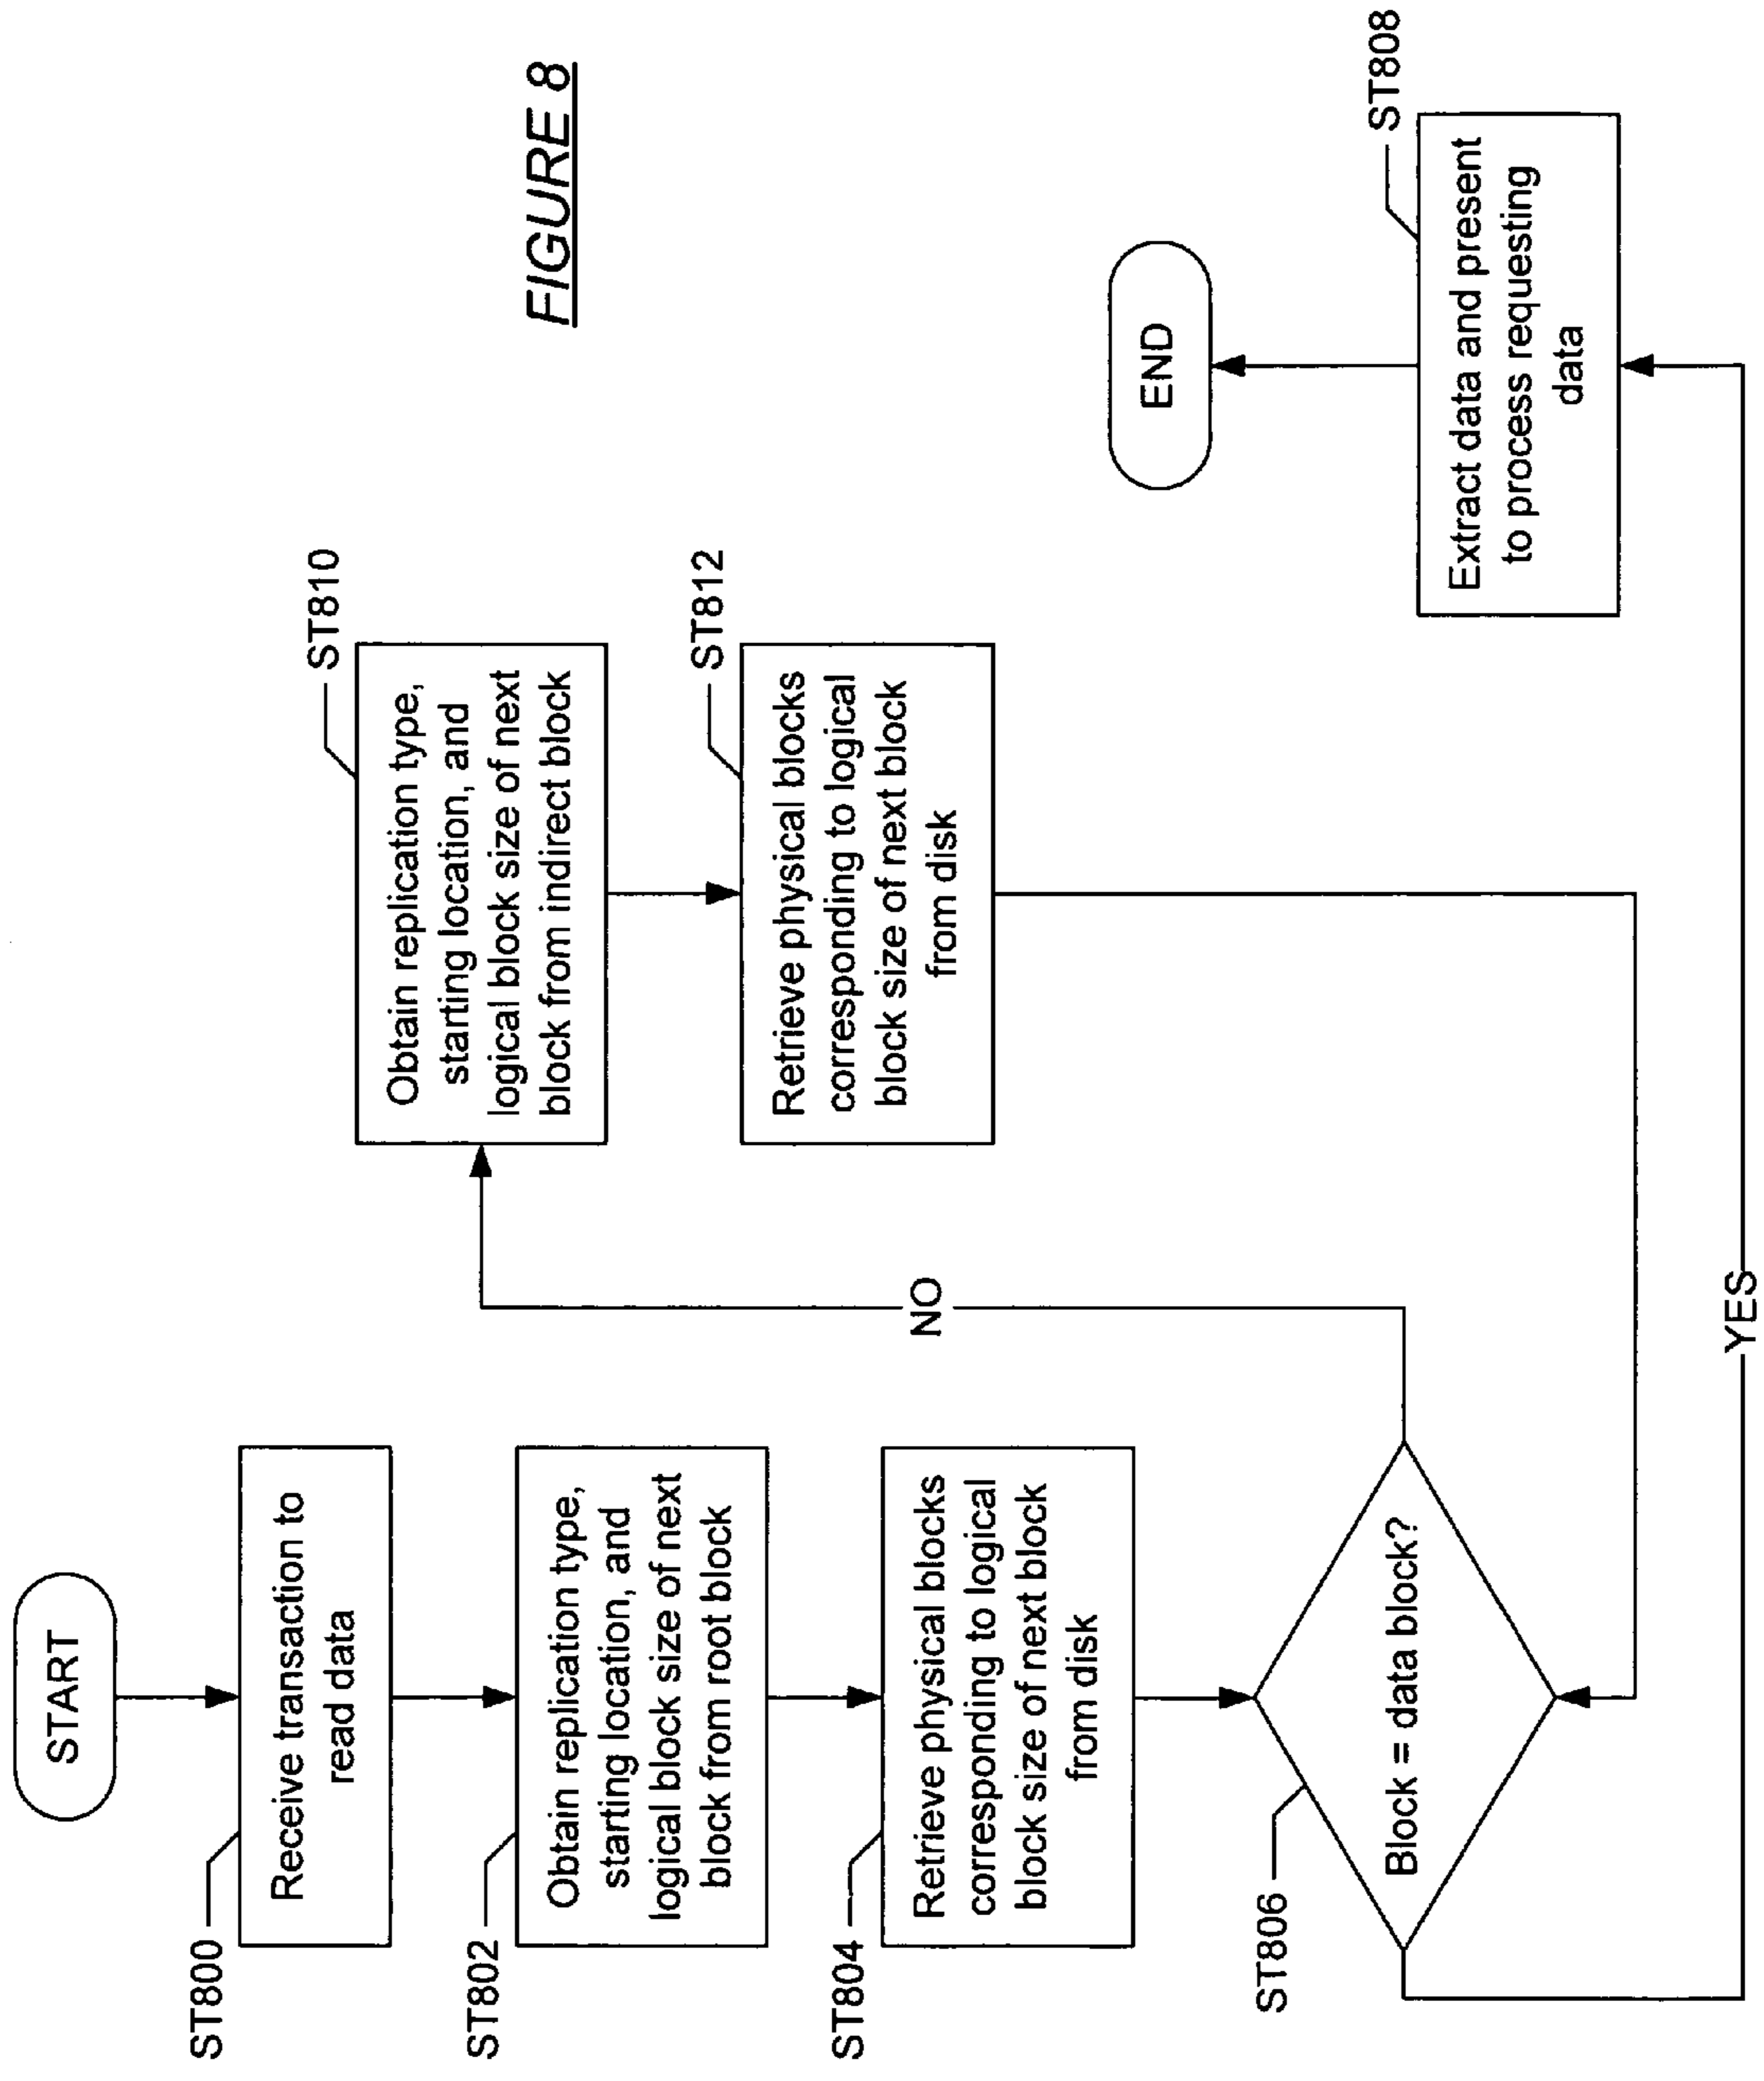 START
ST800
Receive transaction to
read data
ST802
Obtain replication type,
starting location, and
logical block size of next
block from root block
ST804
Retrieve physical blocks
corresponding to logical
block size of next block
from disk
ST806
Block = data block?
NO
YES
ST810
Obtain replication type,
starting location, and
logical block size of next
block from indirect block
ST812
Retrieve physical blocks
corresponding to logical
block size of next block
from disk
ST808
Extract data and present
to process requesting
data
END
FIGURE 8